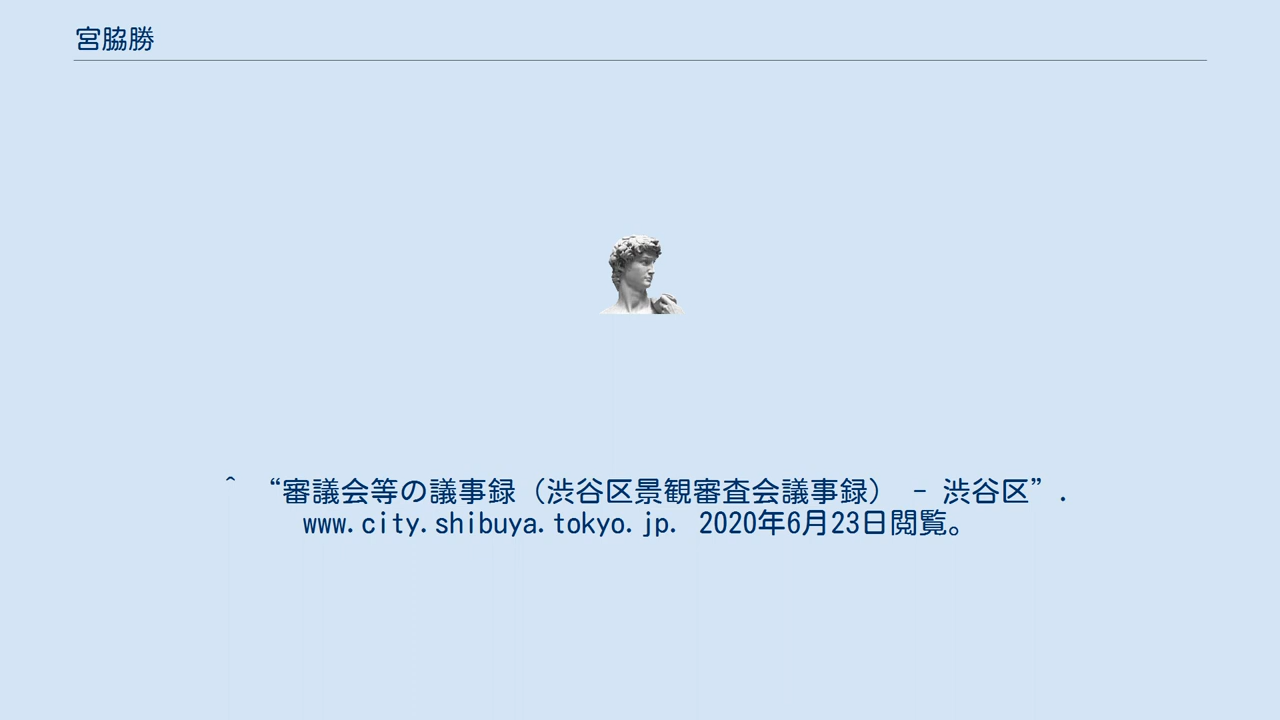 宮脇勝
^ “審議会等の議事録（渋谷区景観審査会議事録） - 渋谷区”.
www.city.shibuya.tokyo.jp. 2020年6月23日閲覧。